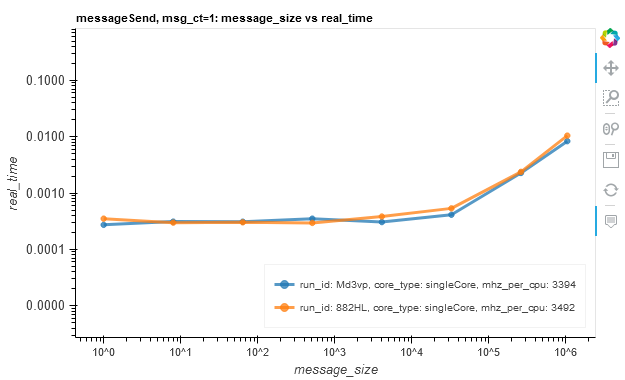 messageSend, msg_ct=1: message_size vs real_time
0.1000
0.0100
0.0010
0.0001
0.0000
real_time
run_id: Md3vp, core_type: singleCore, mhz_per_cpu: 3394
run_id: 882HL, core_type: singleCore, mhz_per_cpu: 3492
10^0 10^1 10^2 10^3 10^4 10^5 10^6
message_size